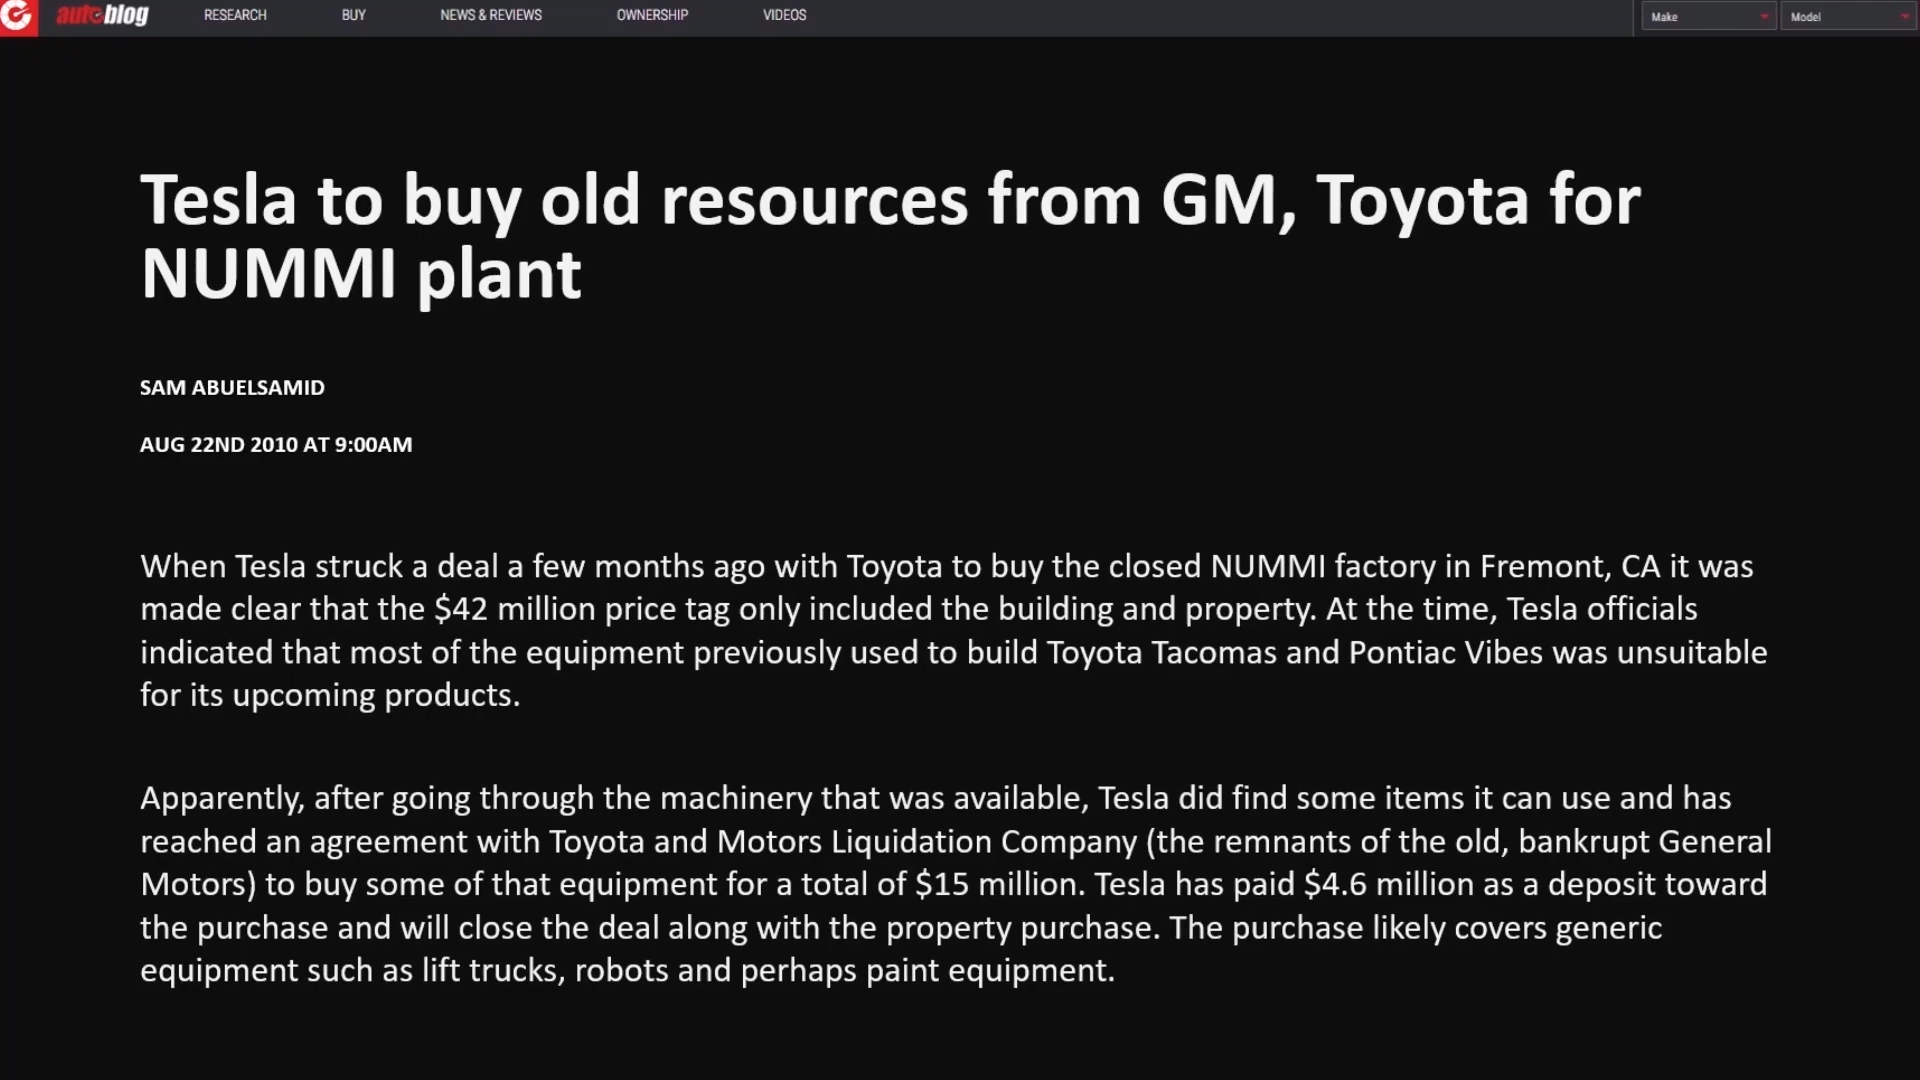 autoblog RESEARCH BUY NEWS & REVIEWS OWNERSHIP VIDEOS Make Model
Tesla to buy old resources from GM, Toyota for
NUMMI plant
SAM ABUELSAMID
AUG 22ND 2010 AT 9:00AM
When Tesla struck a deal a few months ago with Toyota to buy the closed NUMMI factory in Fremont, CA it was
made clear that the $42 million price tag only included the building and property. At the time, Tesla officials
indicated that most of the equipment previously used to build Toyota Tacomas and Pontiac Vibes was unsuitable
for its upcoming products.
Apparently, after going through the machinery that was available, Tesla did find some items it can use and has
reached an agreement with Toyota and Motors Liquidation Company (the remnants of the old, bankrupt General
Motors) to buy some of that equipment for a total of $15 million. Tesla has paid $4.6 million as a deposit toward
the purchase and will close the deal along with the property purchase. The purchase likely covers generic
equipment such as lift trucks, robots and perhaps paint equipment.